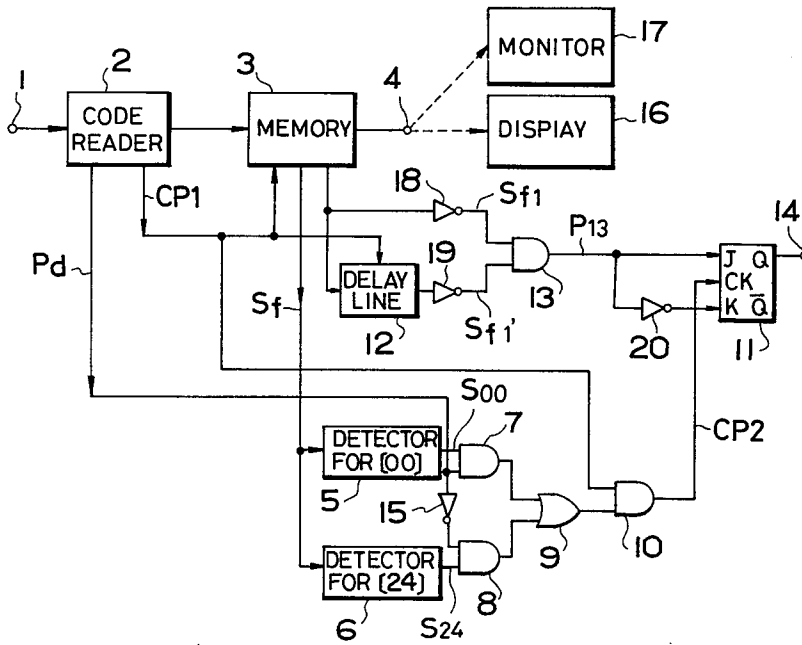 1
2
CODE
READER
3
MEMORY
4
MONITOR
17
DISPLAY
16
CP1
Pd
Sf
DELAY
LINE
12
18
Sf1
19
Sf1'
13
P13
20
J Q
CK
K Q̅
11
14
CP2
S00
DETECTOR
FOR [00]
5
7
15
DETECTOR
FOR [24]
6
S24
8
9
10